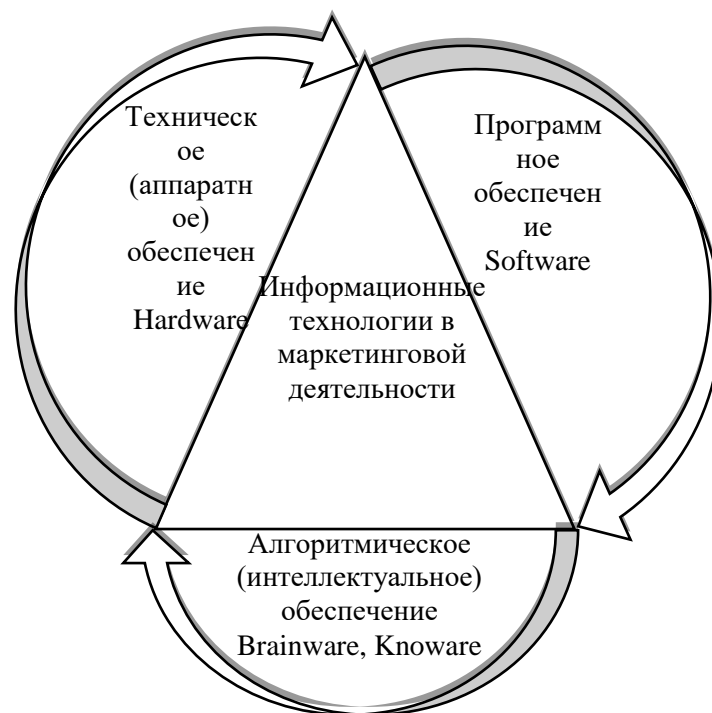 Техническ
ое
(аппаратн
ое)
обеспечен
ие
Hardware
Программ
ное
обеспечен
ие
Software
Информационные
технологии в
маркетинговой
деятельности
Алгоритмическое
(интеллектуальное)
обеспечение
Brainware, Knoware